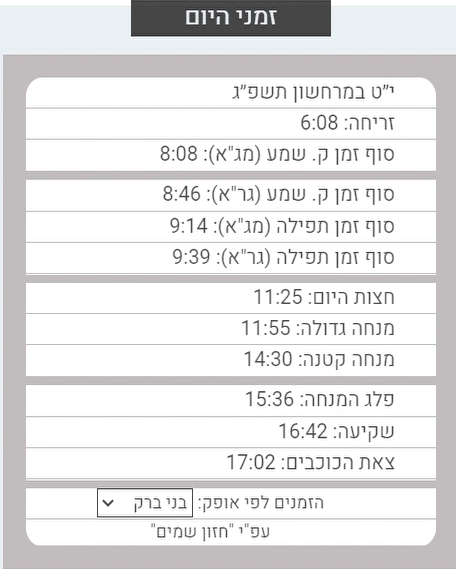 זמני היום
י"ט במרחשון תשפ"ג
זריחה: 6:08
סוף זמן ק. שמע (מג"א): 8:08
סוף זמן ק. שמע (גר"א): 8:46
סוף זמן תפילה (מג"א): 9:14
סוף זמן תפילה (גר"א): 9:39
חצות היום: 11:25
מנחה גדולה: 11:55
מנחה קטנה: 14:30
פלג המנחה: 15:36
שקיעה: 16:42
צאת הכוכבים: 17:02
הזמנים לפי אופק: בני ברק
עפ"י "חזון שמים"